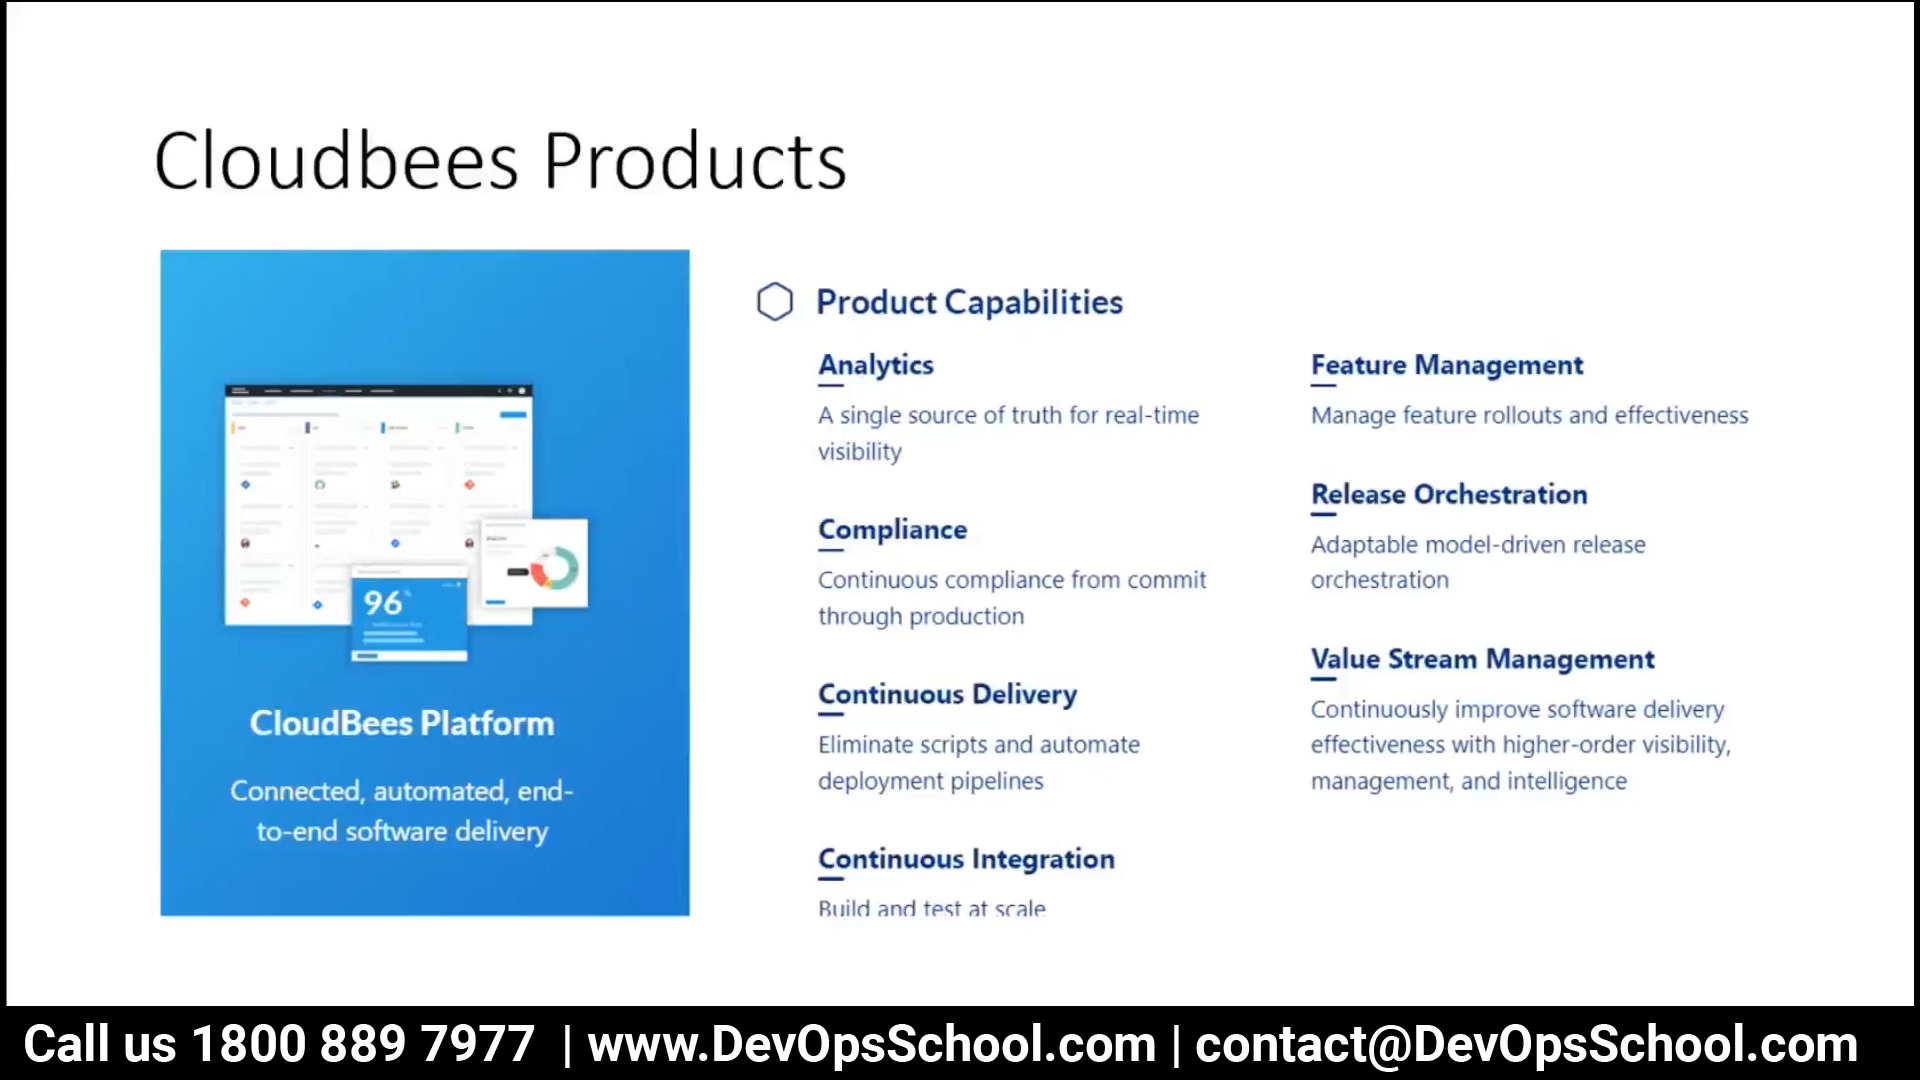 Cloudbees Products
96
CloudBees Platform
Connected, automated, end-
to-end software delivery
Product Capabilities
Analytics
A single source of truth for real-time
visibility
Compliance
Continuous compliance from commit
through production
Continuous Delivery
Eliminate scripts and automate
deployment pipelines
Continuous Integration
Build and test at scale
Feature Management
Manage feature rollouts and effectiveness
Release Orchestration
Adaptable model-driven release
orchestration
Value Stream Management
Continuously improve software delivery
effectiveness with higher-order visibility,
management, and intelligence
Call us 1800 889 7977 | www.DevOpsSchool.com | contact@DevOpsSchool.com